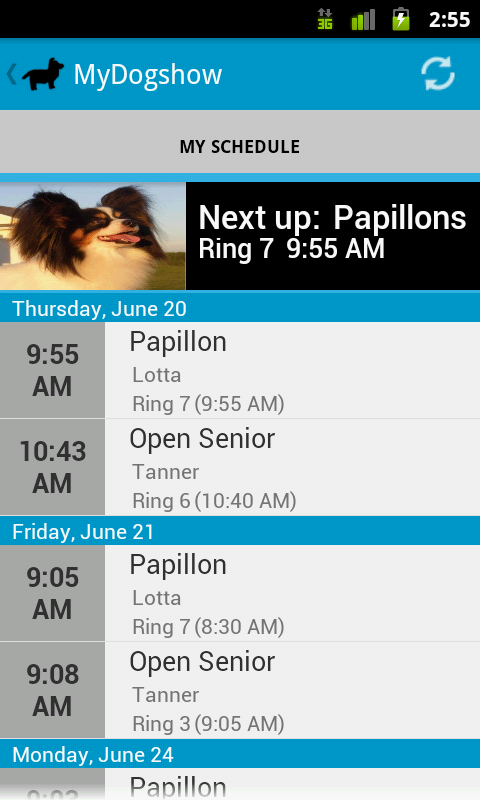 3G 2:55
MyDogshow
MY SCHEDULE
Next up: Papillons
Ring 7 9:55 AM
Thursday, June 20
9:55 AM
Papillon
Lotta
Ring 7 (9:55 AM)
10:43 AM
Open Senior
Tanner
Ring 6 (10:40 AM)
Friday, June 21
9:05 AM
Papillon
Lotta
Ring 7 (8:30 AM)
9:08 AM
Open Senior
Tanner
Ring 3 (9:05 AM)
Monday, June 24
Papillon